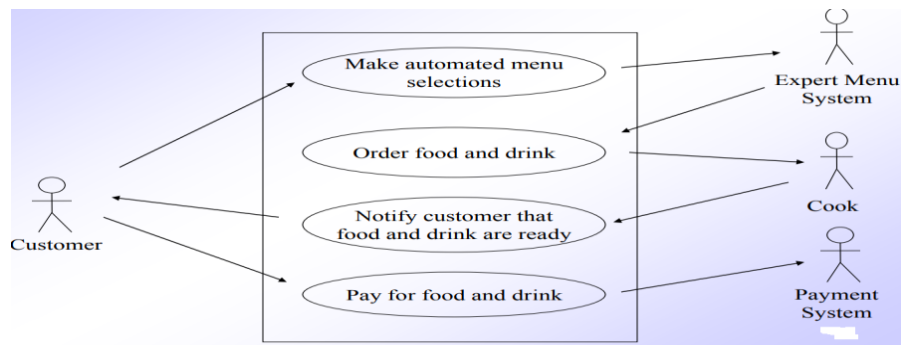 Make automated menu
selections
Expert Menu
System
Order food and drink
Cook
Customer
Notify customer that
food and drink are ready
Pay for food and drink
Payment
System